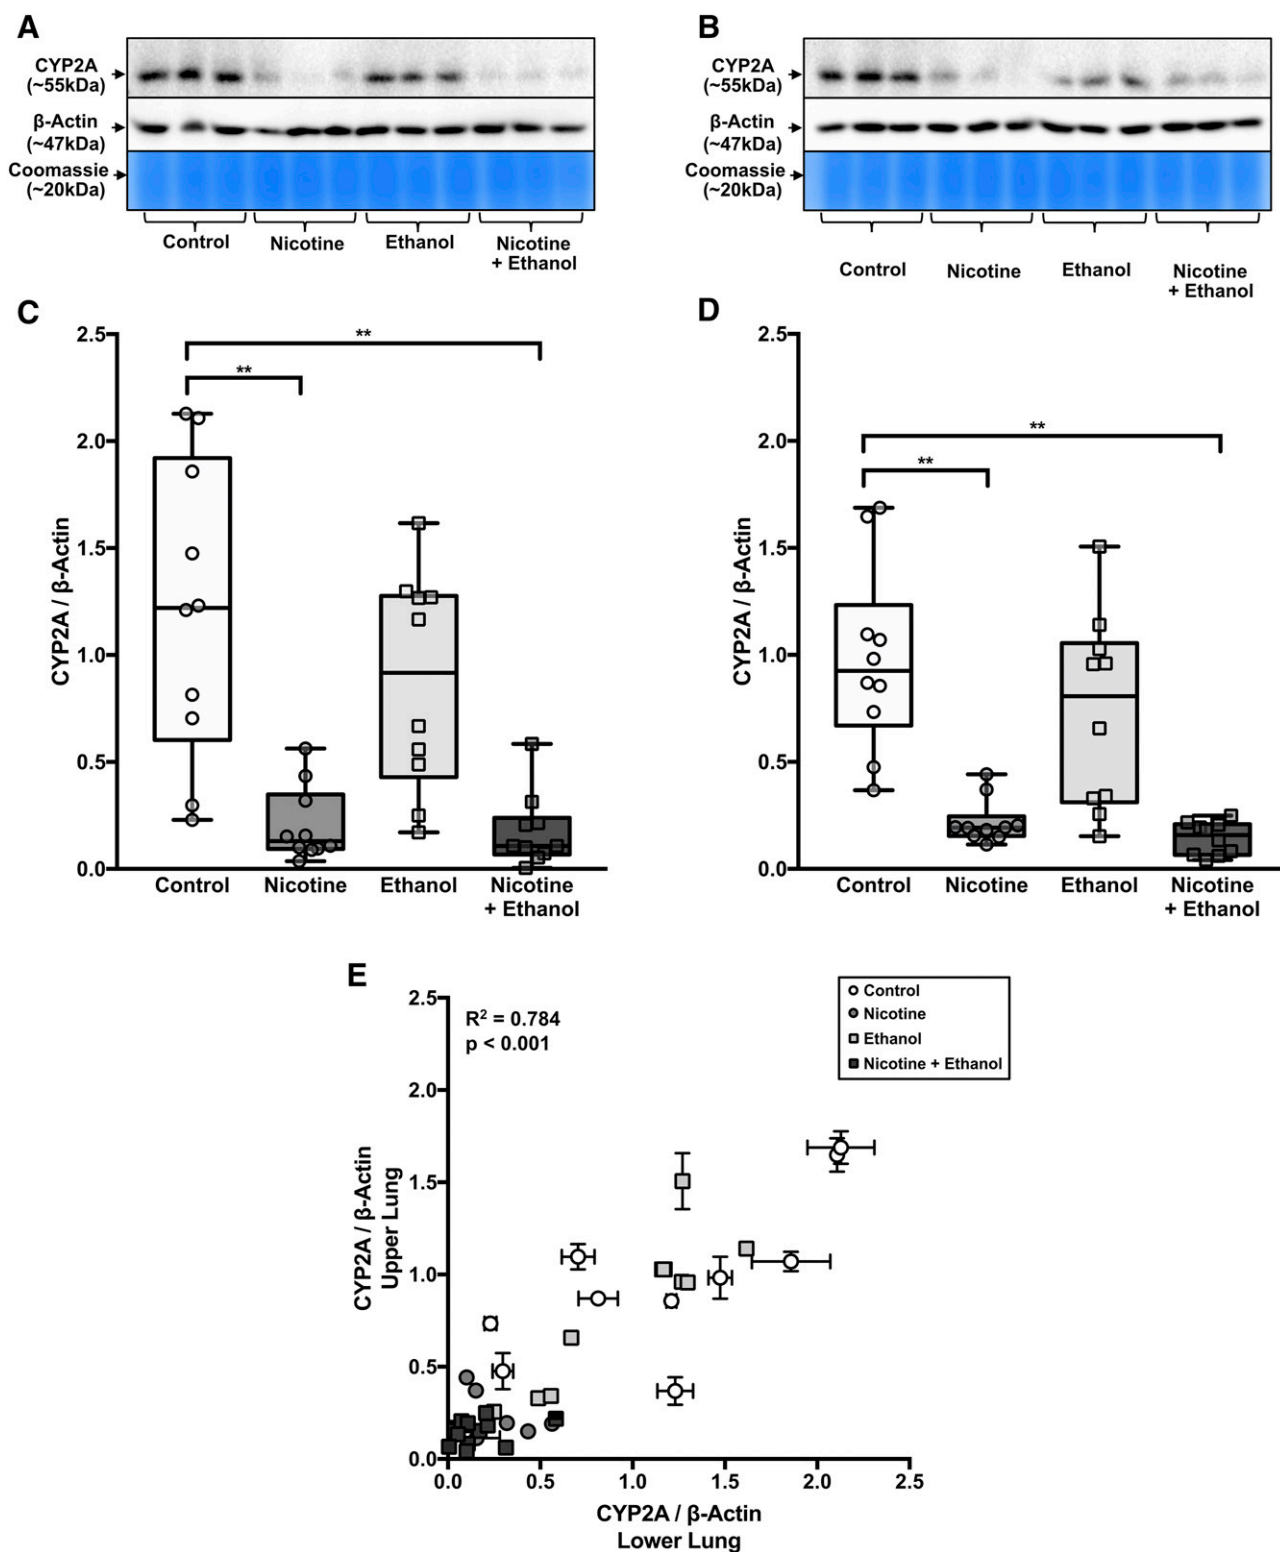 A
CYP2A
(~55kDa)
β-Actin
(~47kDa)
Coomassie
(~20kDa)
Control
Nicotine
Ethanol
Nicotine
+ Ethanol
B
CYP2A
(~55kDa)
β-Actin
(~47kDa)
Coomassie
(~20kDa)
Control
Nicotine
Ethanol
Nicotine
+ Ethanol
C
2.5
2.0
1.5
1.0
0.5
0.0
CYP2A / β-Actin
**
**
Control
Nicotine
Ethanol
Nicotine
+ Ethanol
D
2.5
2.0
1.5
1.0
0.5
0.0
CYP2A / β-Actin
**
**
Control
Nicotine
Ethanol
Nicotine
+ Ethanol
E
2.5
2.0
1.5
1.0
0.5
0.0
CYP2A / β-Actin
Upper Lung
R² = 0.784
p < 0.001
Control
Nicotine
Ethanol
Nicotine + Ethanol
0.0
0.5
1.0
1.5
2.0
2.5
CYP2A / β-Actin
Lower Lung